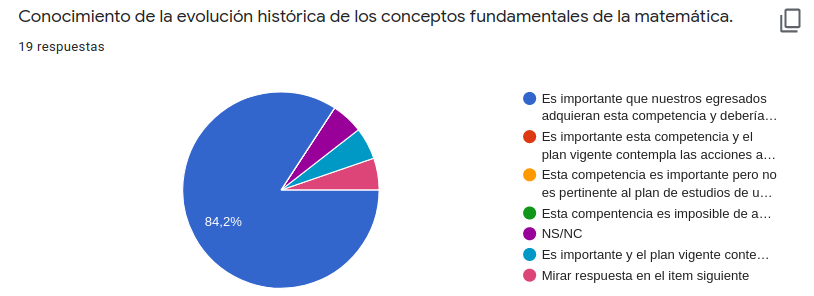 Conocimiento de la evolución histórica de los conceptos fundamentales de la matemática.
19 respuestas
84,2%
Es importante que nuestros egresados
adquieran esta competencia y debería…
Es importante esta competencia y el
plan vigente contempla las acciones a…
Esta competencia es importante pero no
es pertinente al plan de estudios de u…
Esta compentencia es imposible de a…
NS/NC
Es importante y el plan vigente conte…
Mirar respuesta en el item siguiente